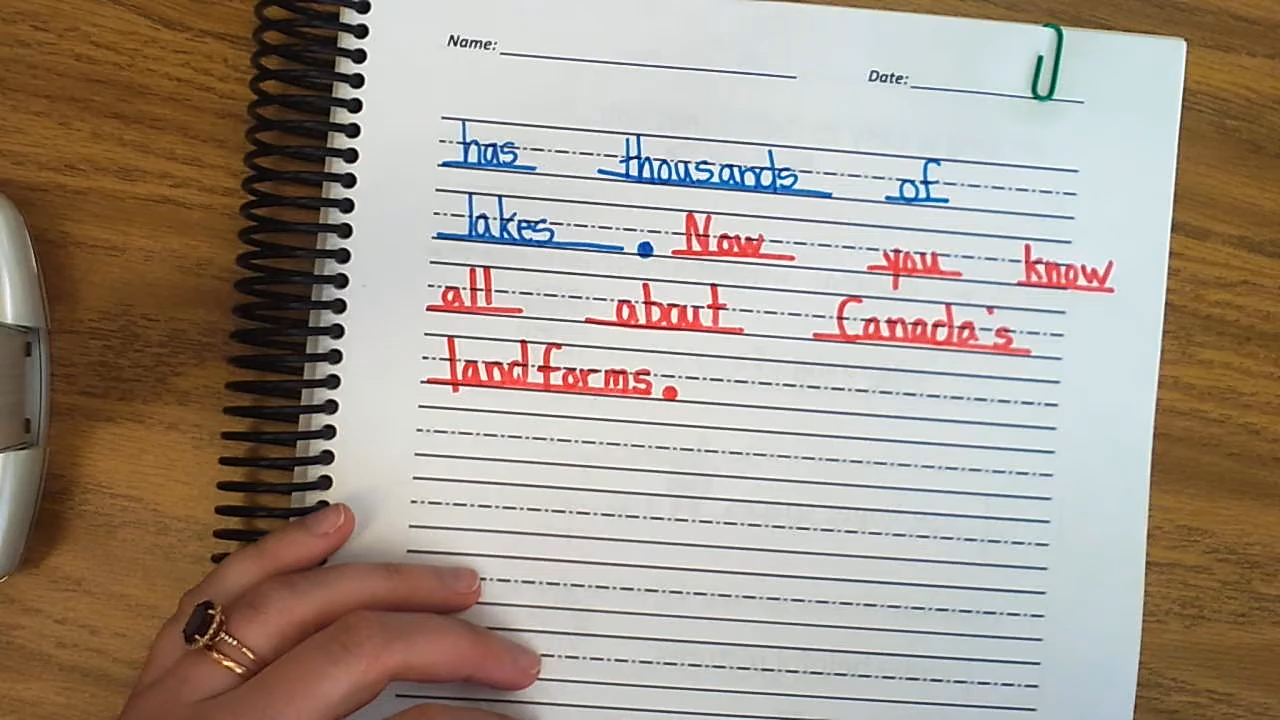 Name: Date:
has thousands of
lakes. Now you know
all about Canada's
landforms.